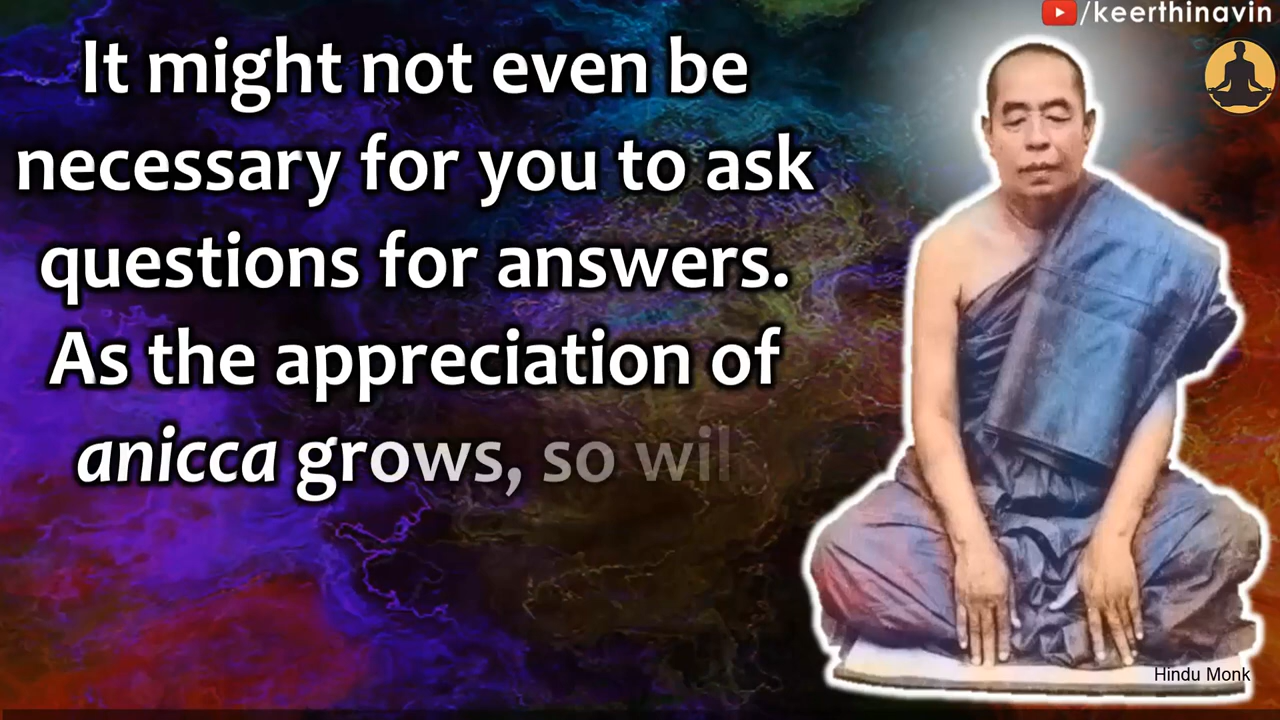 /keerthinavin
It might not even be
necessary for you to ask
questions for answers.
As the appreciation of
anicca grows, so wil
Hindu Monk